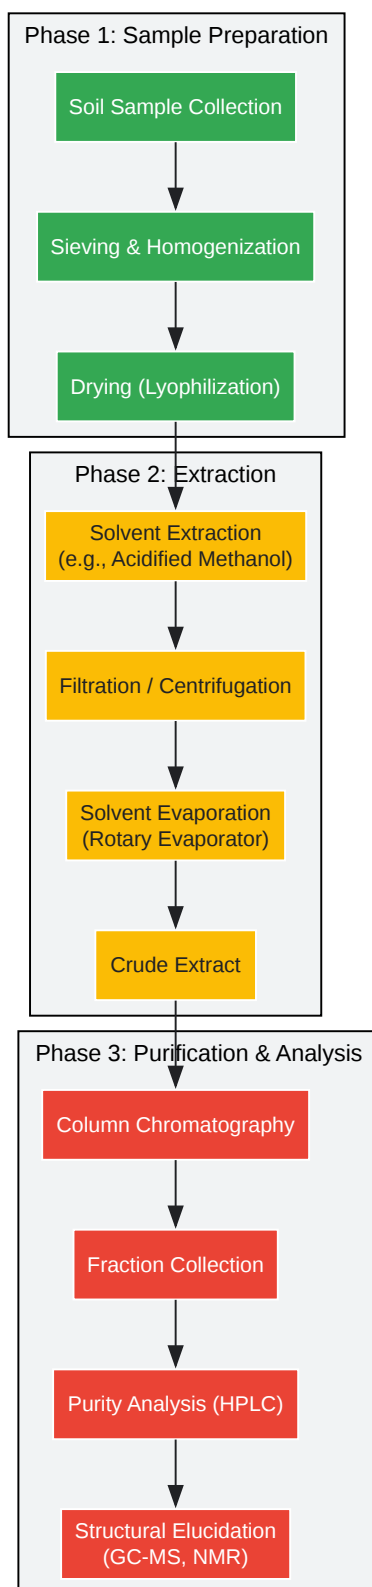 Phase 1: Sample Preparation
Soil Sample Collection
Sieving & Homogenization
Drying (Lyophilization)
Phase 2: Extraction
Solvent Extraction
(e.g., Acidified Methanol)
Filtration / Centrifugation
Solvent Evaporation
(Rotary Evaporator)
Crude Extract
Phase 3: Purification & Analysis
Column Chromatography
Fraction Collection
Purity Analysis (HPLC)
Structural Elucidation
(GC-MS, NMR)